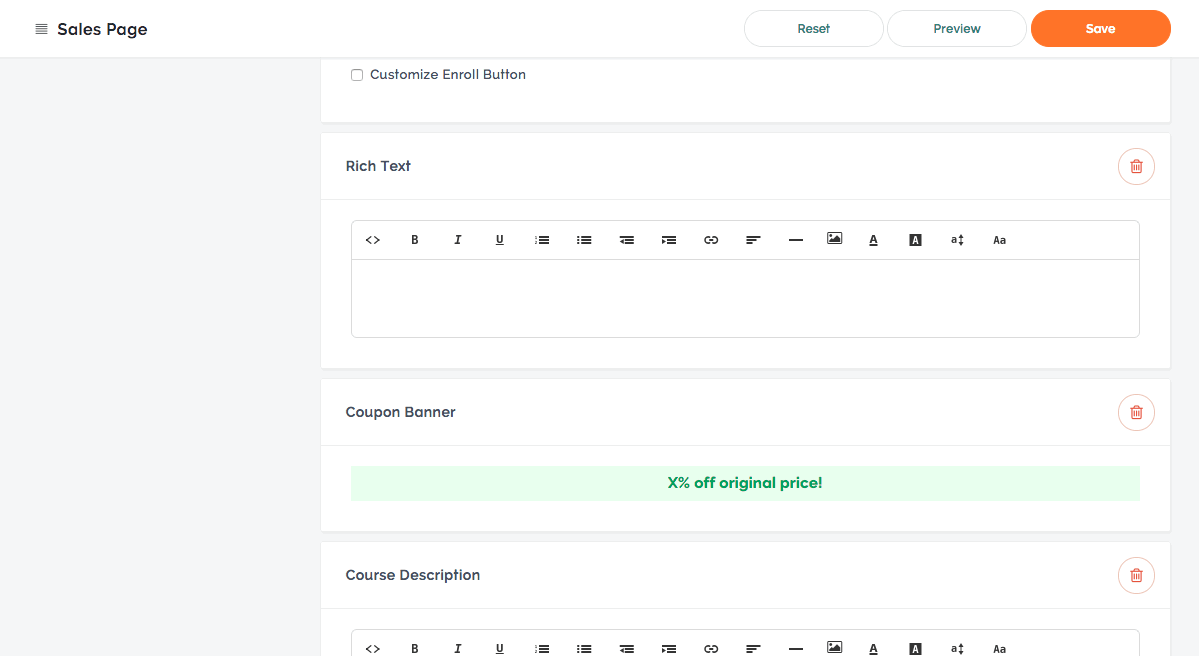 Sales Page
Reset
Preview
Save
Customize Enroll Button
Rich Text
<> B I U A A a Aa
Coupon Banner
X% off original price!
Course Description
<> B I U A A a Aa